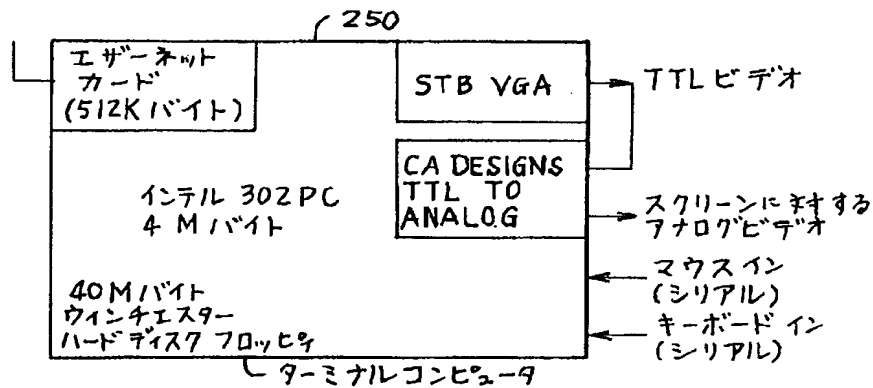 250
エザーネット
カード
(512Kバイト)
STB VGA
TTLビデオ
CA DESIGNS
TTL TO
ANALOG
インテル 302PC
4 Mバイト
スクリーンに対する
アナログビデオ
マウスイン
(シリアル)
40Mバイト
ウィンチェスター
ハードディスク フロッピィ
キーボードイン
(シリアル)
ターミナルコンピュータ